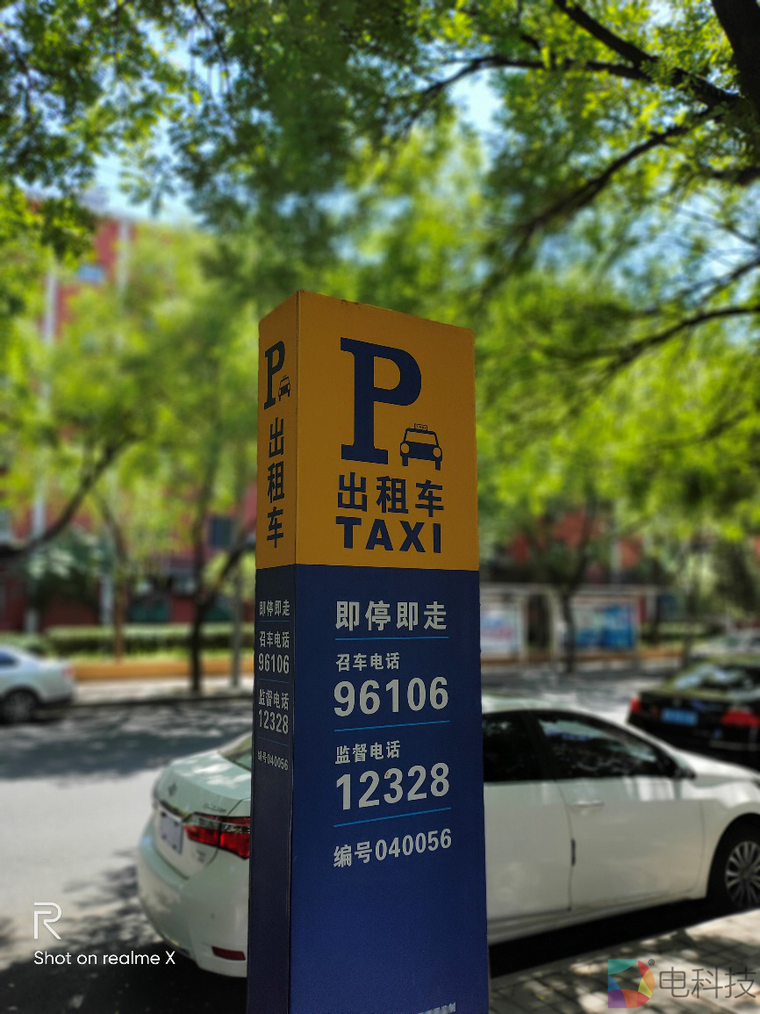 P
出租车
即停即走
召车电话
96106
监督电话
12328
编号040056
P
出租车
TAXI
即停即走
召车电话
96106
监督电话
12328
编号040056
R
Shot on realme X
®电科技